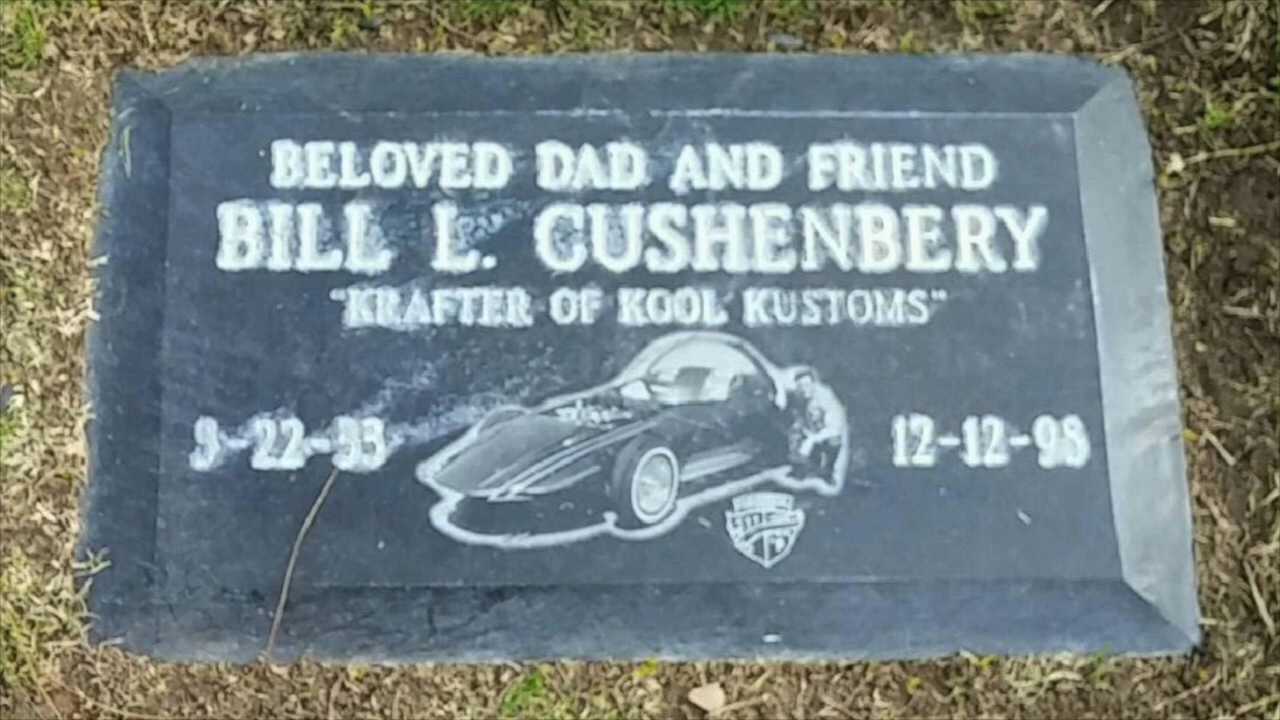 BELOVED DAD AND FRIEND
BILL L. CUSHENBERY
"KRAFTER OF KOOL KUSTOMS"
9-22-33 12-12-98